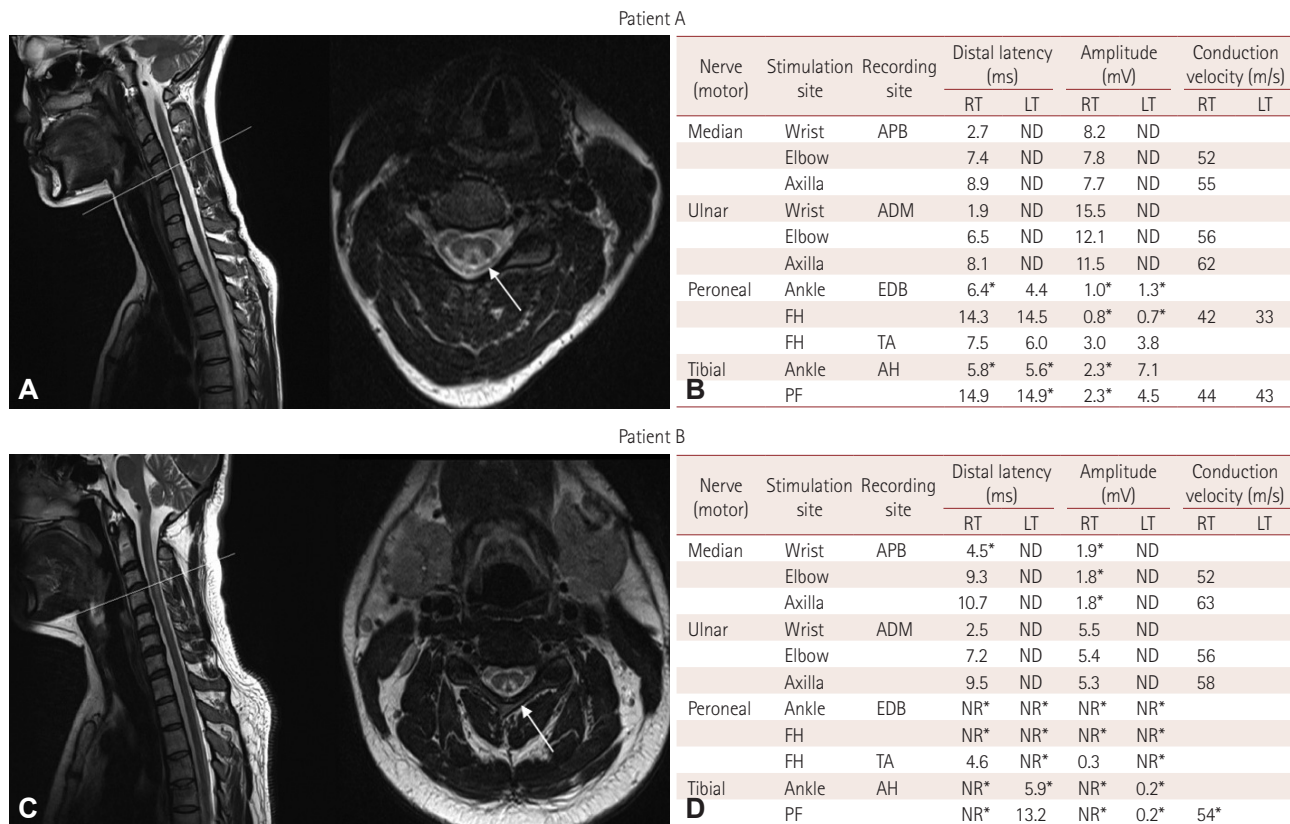 Patient A
A
Nerve (motor) Stimulation site Recording site Distal latency (ms) Amplitude (mV) Conduction velocity (m/s)
RT LT RT LT RT LT
Median Wrist APB 2.7 ND 8.2 ND
Elbow 7.4 ND 7.8 ND 52
Axilla 8.9 ND 7.7 ND 55
Ulnar Wrist ADM 1.9 ND 15.5 ND
Elbow 6.5 ND 12.1 ND 56
Axilla 8.1 ND 11.5 ND 62
Peroneal Ankle EDB 6.4* 4.4 1.0* 1.3*
FH 14.3 14.5 0.8* 0.7* 42 33
FH TA 7.5 6.0 3.0 3.8
Tibial Ankle AH 5.8* 5.6* 2.3* 7.1
PF 14.9 14.9* 2.3* 4.5 44 43
B
Patient B
C
Nerve (motor) Stimulation site Recording site Distal latency (ms) Amplitude (mV) Conduction velocity (m/s)
RT LT RT LT RT LT
Median Wrist APB 4.5* ND 1.9* ND
Elbow 9.3 ND 1.8* ND 52
Axilla 10.7 ND 1.8* ND 63
Ulnar Wrist ADM 2.5 ND 5.5 ND
Elbow 7.2 ND 5.4 ND 56
Axilla 9.5 ND 5.3 ND 58
Peroneal Ankle EDB NR* NR* NR* NR*
FH NR* NR* NR* NR*
FH TA 4.6 NR* 0.3 NR*
Tibial Ankle AH NR* 5.9* NR* 0.2*
PF NR* 13.2 NR* 0.2* 54*
D